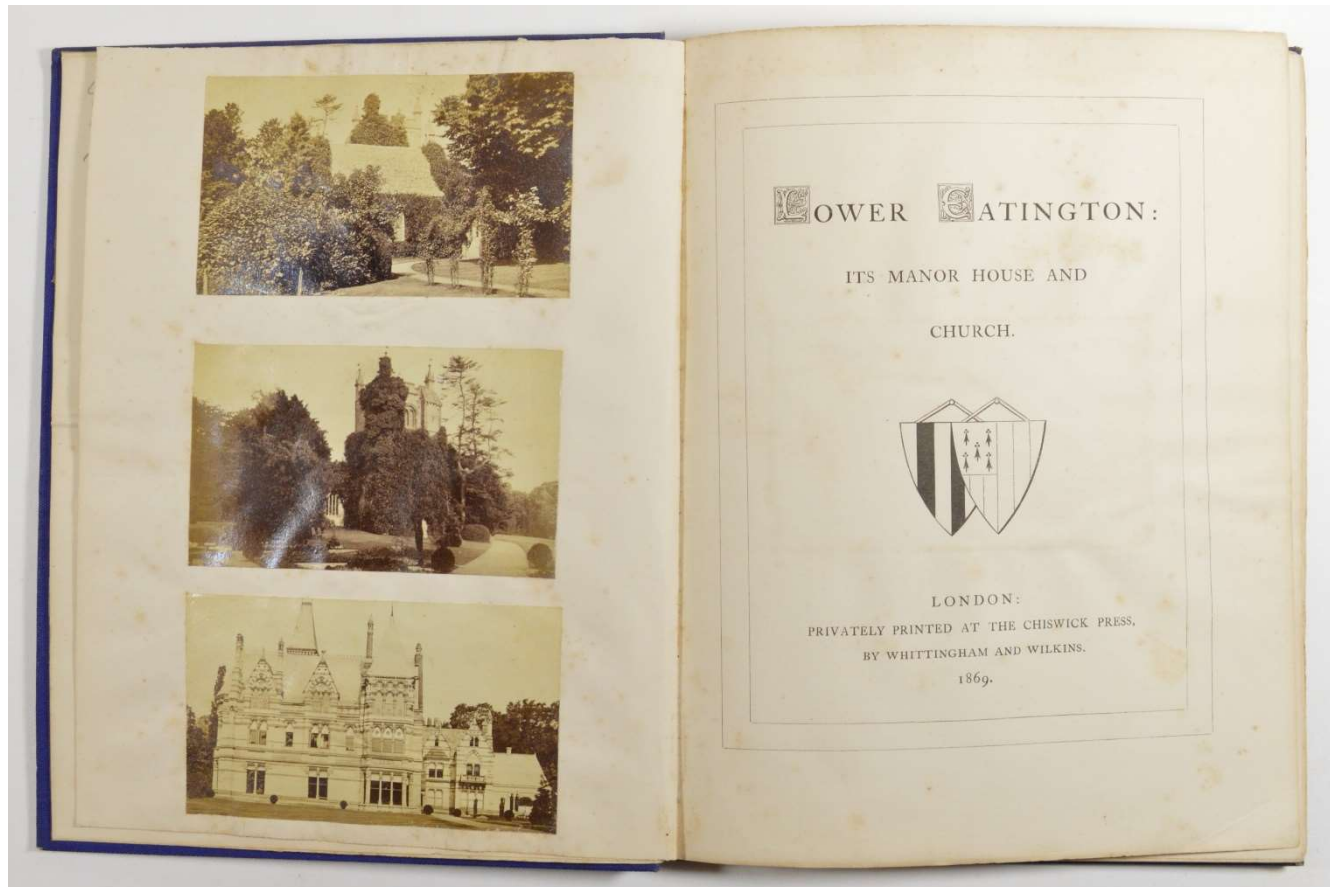 LOWER EATINGTON:
ITS MANOR HOUSE AND
CHURCH.
LONDON:
PRIVATELY PRINTED AT THE CHISWICK PRESS,
BY WHITTINGHAM AND WILKINS.
1869.